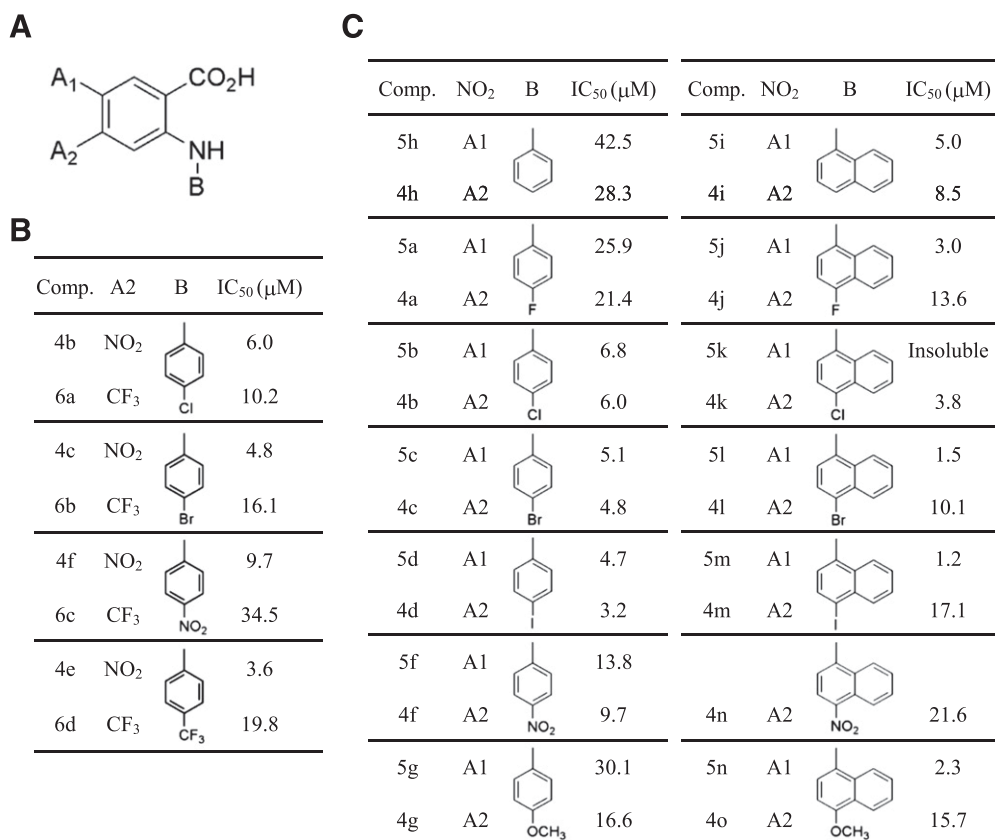 A
A₁
CO₂H
A₂
NH
B
B
Comp. A2 B IC₅₀ (μM)
4b NO₂ 6.0
6a CF₃ 10.2
Cl
4c NO₂ 4.8
6b CF₃ 16.1
Br
4f NO₂ 9.7
6c CF₃ 34.5
NO₂
4e NO₂ 3.6
6d CF₃ 19.8
CF₃
C
Comp. NO₂ B IC₅₀ (μM)
5h A1 42.5
4h A2 28.3
5a A1 25.9
4a A2 21.4
F
5b A1 6.8
4b A2 6.0
Cl
5c A1 5.1
4c A2 4.8
Br
5d A1 4.7
4d A2 3.2
I
5f A1 13.8
4f A2 9.7
NO₂
5g A1 30.1
4g A2 16.6
OCH₃
Comp. NO₂ B IC₅₀ (μM)
5i A1 5.0
4i A2 8.5
5j A1 3.0
4j A2 13.6
F
5k A1 Insoluble
4k A2 3.8
Cl
5l A1 1.5
4l A2 10.1
Br
5m A1 1.2
4m A2 17.1
I
4n A2 21.6
NO₂
5n A1 2.3
4o A2 15.7
OCH₃